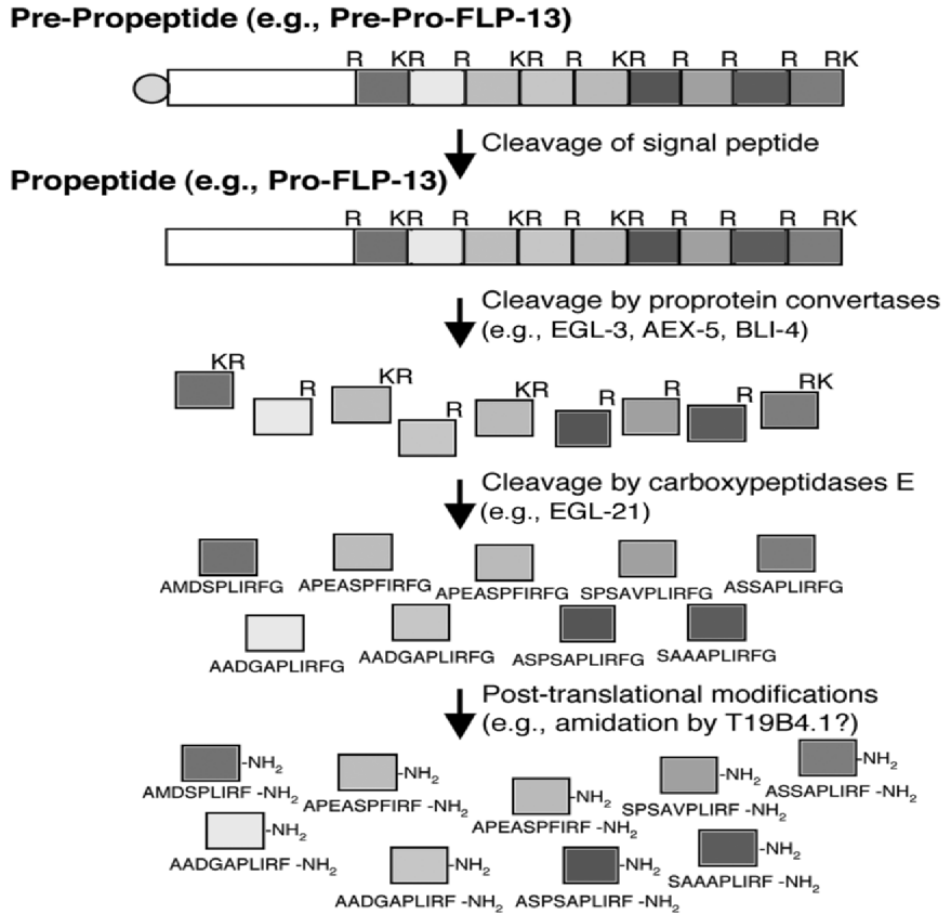 Pre-Propeptide (e.g., Pre-Pro-FLP-13)
R KR R KR R KR R R R RK
Cleavage of signal peptide
Propeptide (e.g., Pro-FLP-13)
R KR R KR R KR R R R RK
Cleavage by proprotein convertases
(e.g., EGL-3, AEX-5, BLI-4)
KR R KR R KR R R R RK
Cleavage by carboxypeptidases E
(e.g., EGL-21)
AMDSPLIRFG APEASPFIRFG APEASPFIRFG SPSAVPLIRFG ASSAPLIRFG
AADGAPLIRFG AADGAPLIRFG ASPSAPLIRFG SAAAPLIRFG
Post-translational modifications
(e.g., amidation by T19B4.1?)
-NH2 -NH2 -NH2 -NH2 -NH2
AMDSPLIRF -NH2 APEASPFIRF -NH2 APEASPFIRF -NH2 SPSAVPLIRF -NH2 ASSAPLIRF -NH2
-NH2 -NH2 -NH2 -NH2
AADGAPLIRF -NH2 AADGAPLIRF -NH2 ASPSAPLIRF -NH2 SAAAPLIRF -NH2